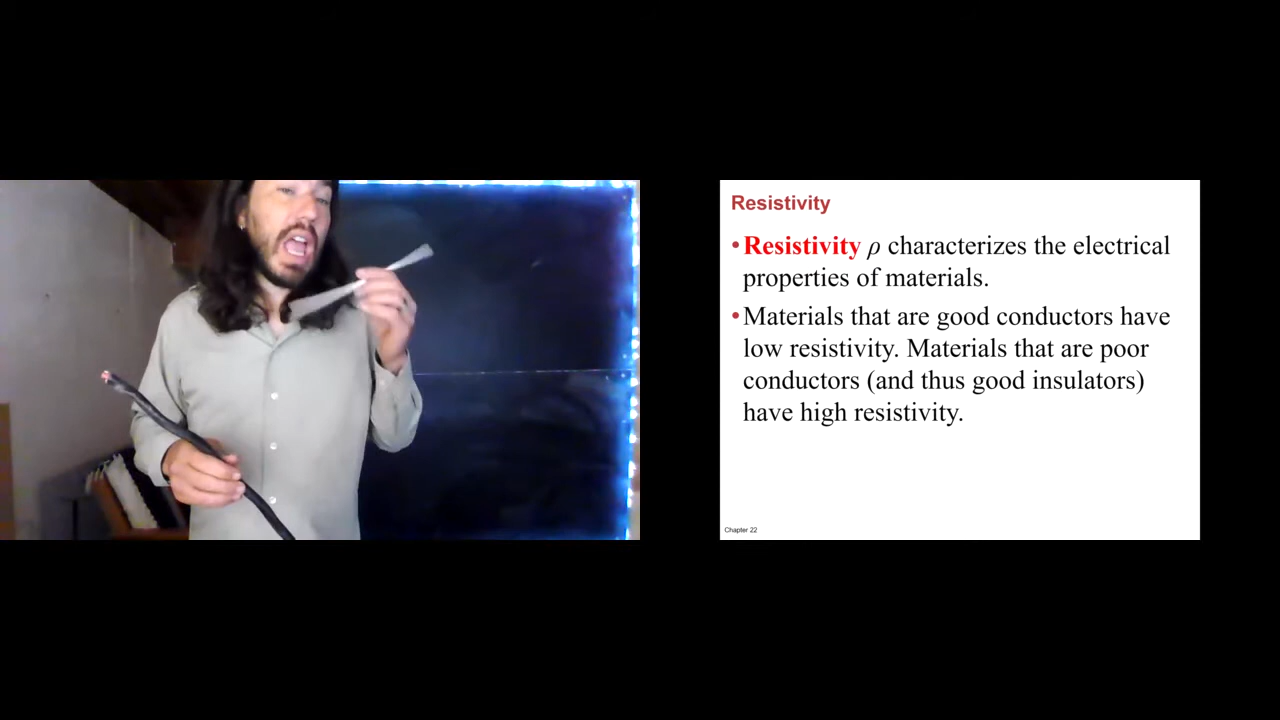 Resistivity
•Resistivity ρ characterizes the electrical
properties of materials.
•Materials that are good conductors have
low resistivity. Materials that are poor
conductors (and thus good insulators)
have high resistivity.
Chapter 22